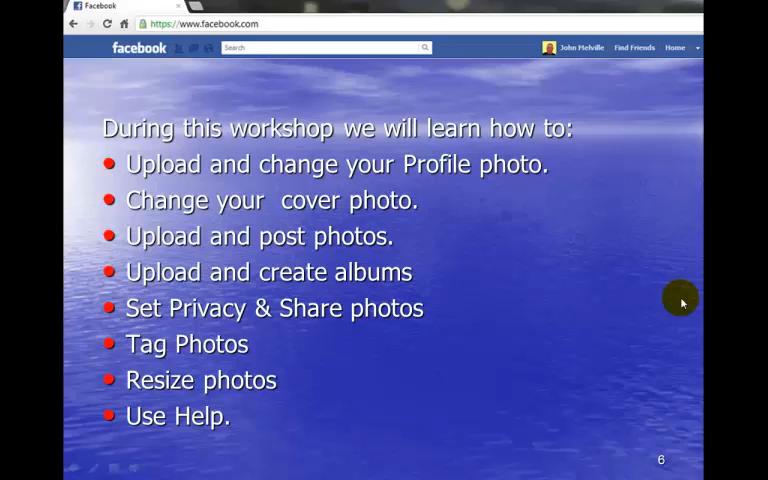 Facebook
https://www.facebook.com
facebook Search John Melville Find Friends Home
During this workshop we will learn how to:
Upload and change your Profile photo.
Change your cover photo.
Upload and post photos.
Upload and create albums
Set Privacy & Share photos
Tag Photos
Resize photos
Use Help.
6